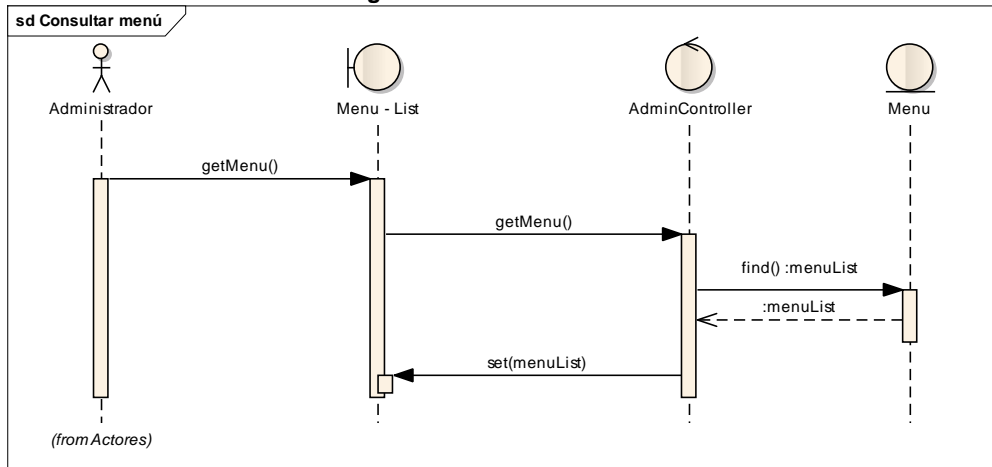 sd Consultar menú
Administrador
Menu - List
AdminController
Menu
getMenu()
getMenu()
find() :menuList
:menuList
set(menuList)
(from Actores)